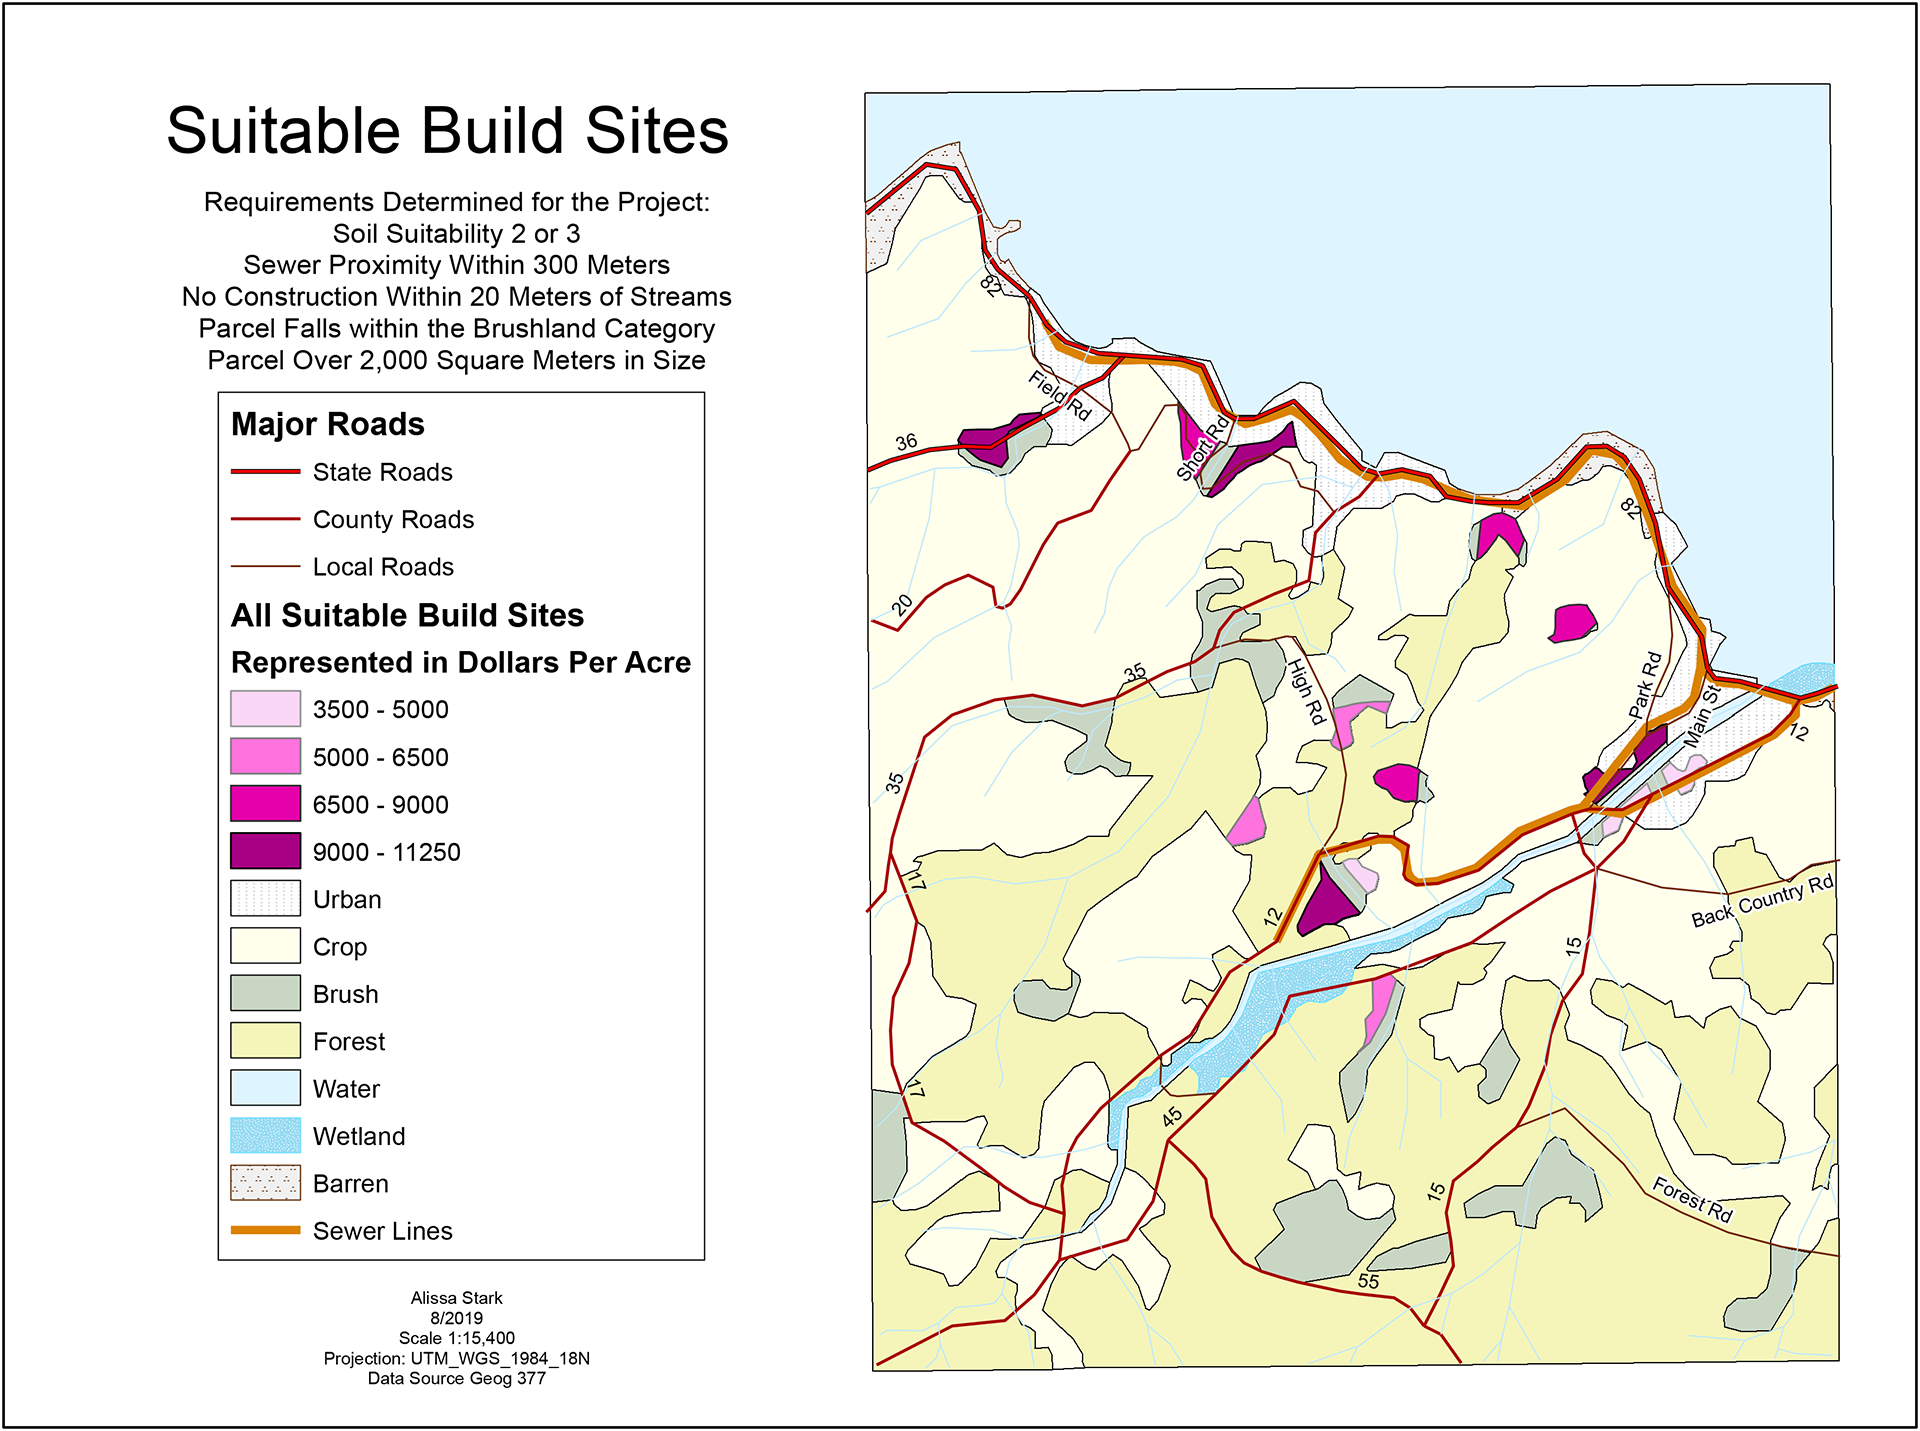 Suitable Build Sites
Requirements Determined for the Project:
Soil Suitability 2 or 3
Sewer Proximity Within 300 Meters
No Construction Within 20 Meters of Streams
Parcel Falls within the Brushland Category
Parcel Over 2,000 Square Meters in Size
Major Roads
State Roads
County Roads
Local Roads
All Suitable Build Sites
Represented in Dollars Per Acre
3500 - 5000
5000 - 6500
6500 - 9000
9000 - 11250
Urban
Crop
Brush
Forest
Water
Wetland
Barren
Sewer Lines
Alissa Stark
8/2019
Scale 1:15,400
Projection: UTM_WGS_1984_18N
Data Source Geog 377
82
Field Rd
36
Short Rd
82
20
35
High Rd
Park Rd
Main St
12
35
17
12
Back Country Rd
15
17
45
15
Forest Rd
55